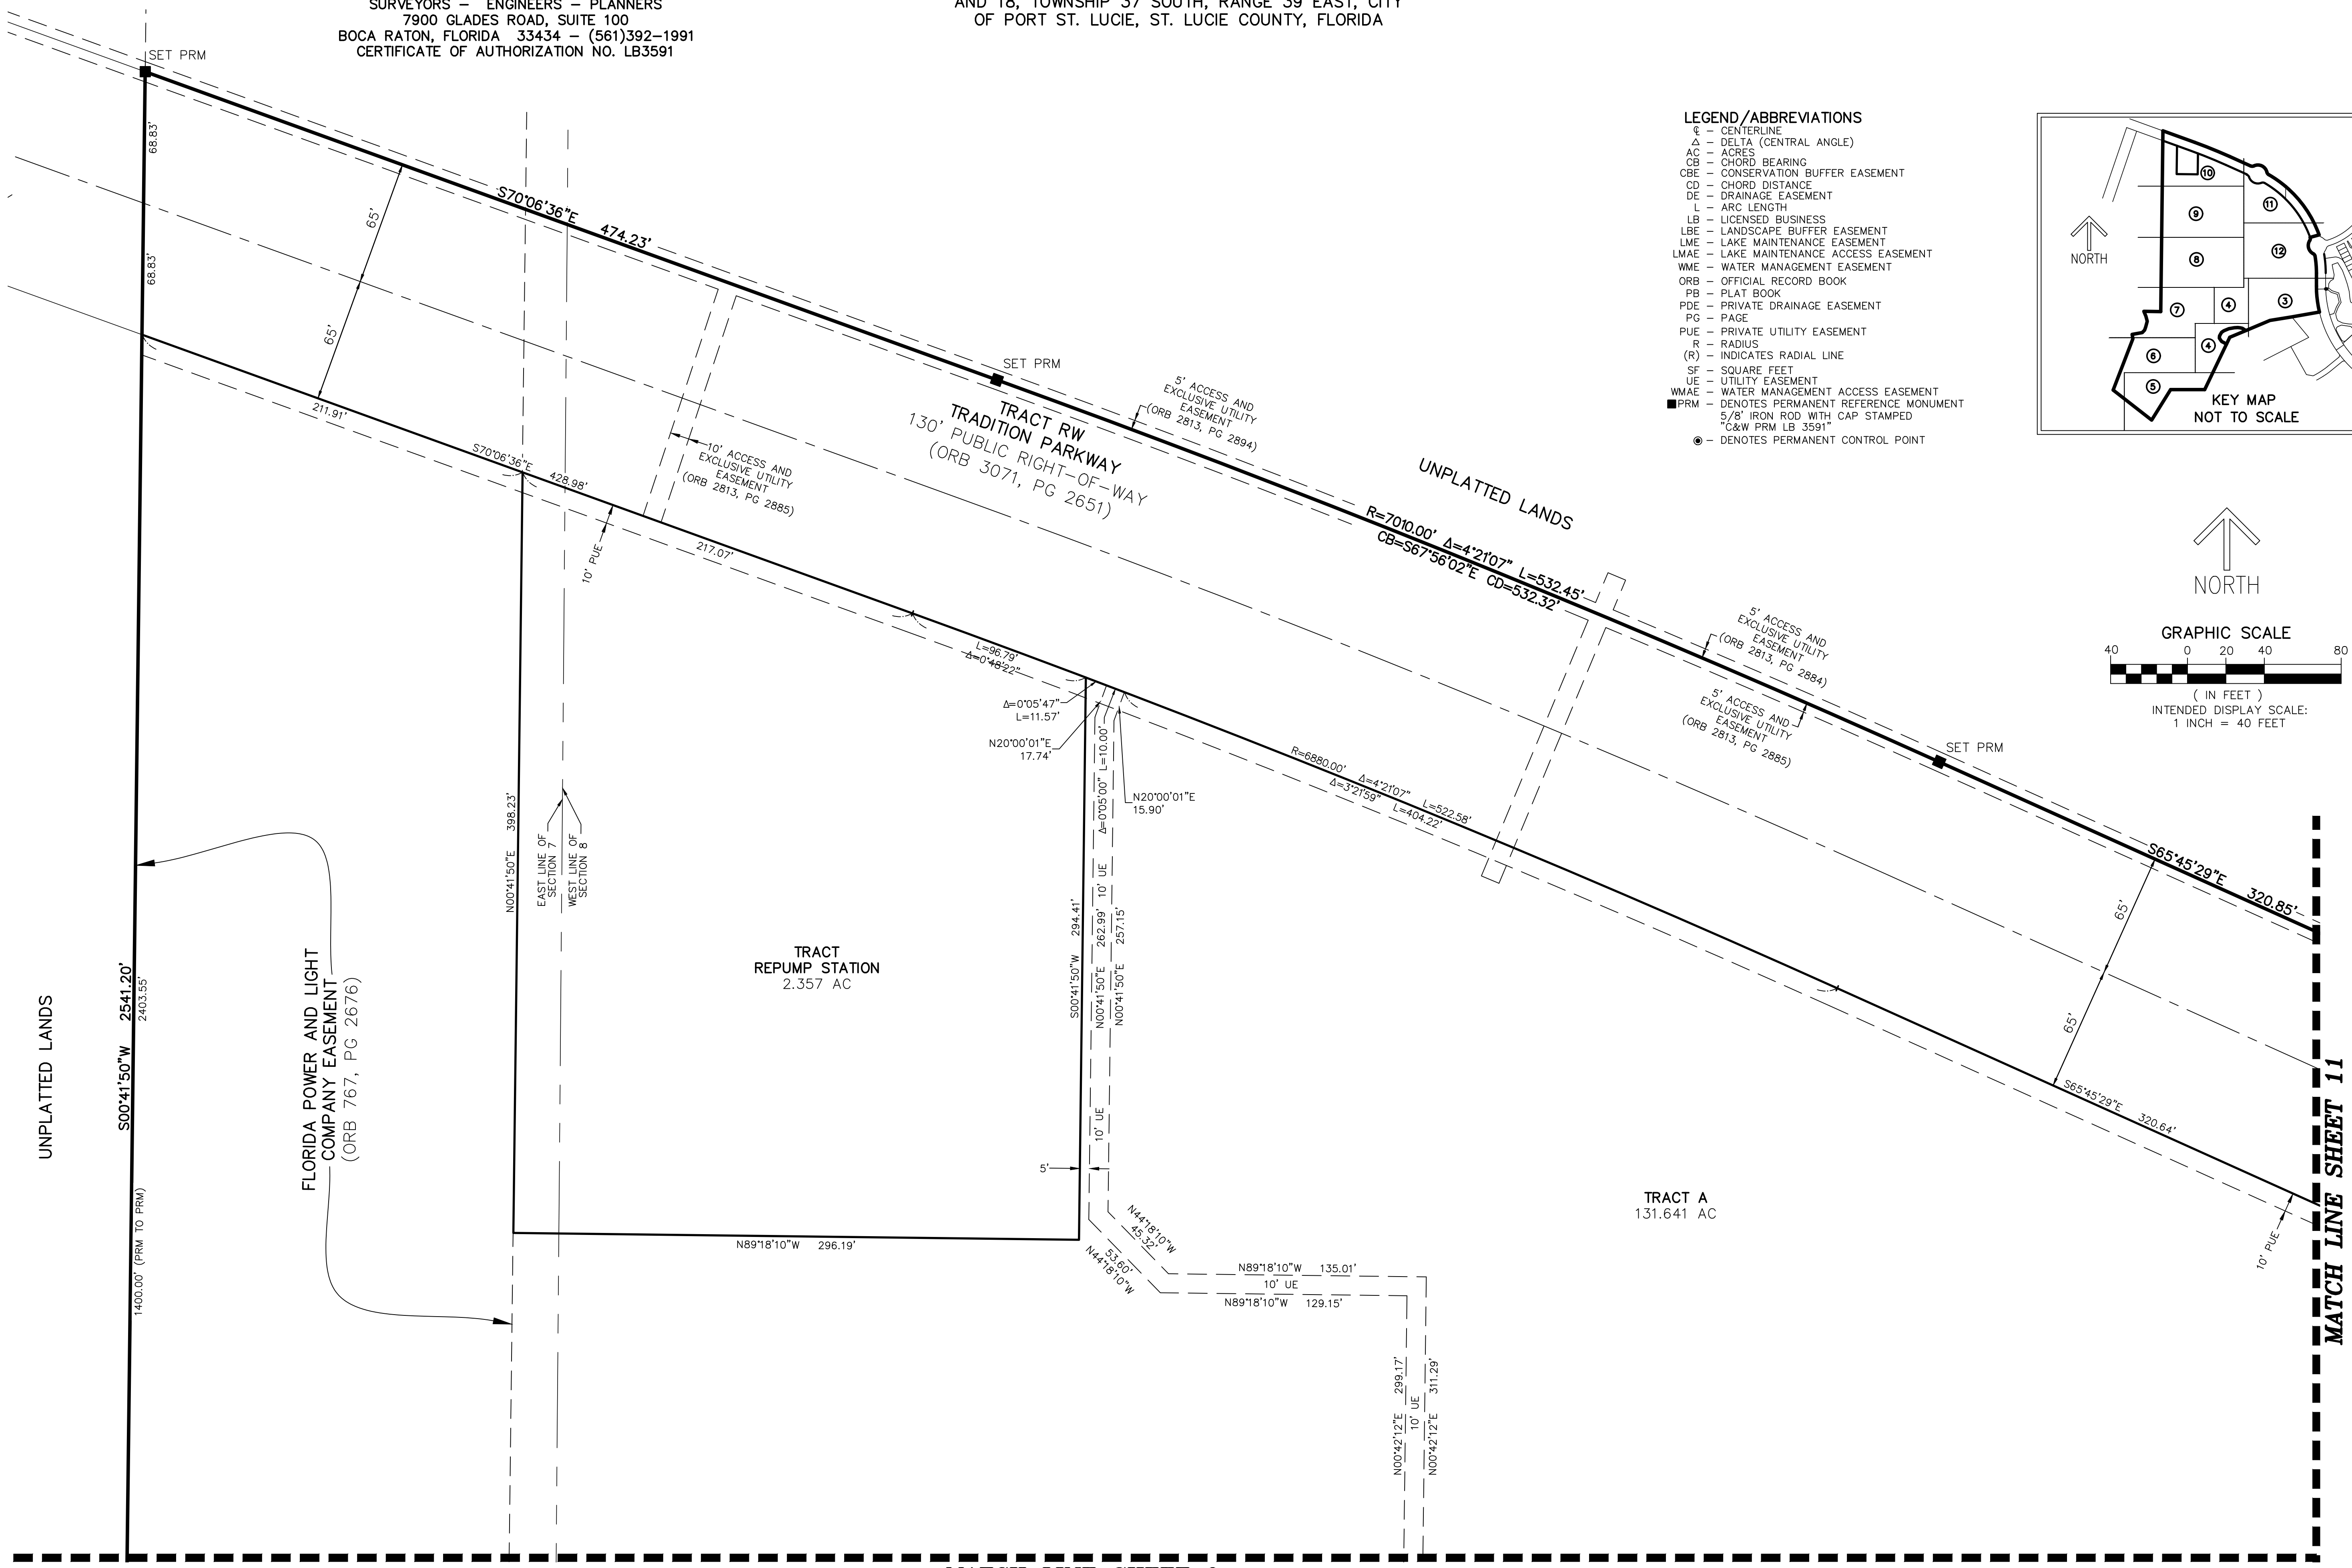 SURVEYORS – ENGINEERS – PLANNERS
7900 GLADES ROAD, SUITE 100
BOCA RATON, FLORIDA 33434 – (561)392–1991
CERTIFICATE OF AUTHORIZATION NO. LB3591
AND 18, TOWNSHIP 37 SOUTH, RANGE 39 EAST, CITY
OF PORT ST. LUCIE, ST. LUCIE COUNTY, FLORIDA
SET PRM
68.83'
68.83'
65'
65'
S70°06'36"E 474.23'
211.91'
S70°06'36"E 428.98'
10' PUE
217.07'
10' ACCESS AND
EXCLUSIVE UTILITY
EASEMENT
(ORB 2813, PG 2885)
SET PRM
TRACT RW
TRADITION PARKWAY
130' PUBLIC RIGHT–OF–WAY
(ORB 3071, PG 2651)
5' ACCESS AND
EXCLUSIVE UTILITY
EASEMENT
(ORB 2813, PG 2894)
UNPLATTED LANDS
R=7010.00' Δ=4°21'07" L=532.45'
CB=S67°56'02"E CD=532.32'
5' ACCESS AND
EXCLUSIVE UTILITY
EASEMENT
(ORB 2813, PG 2884)
5' ACCESS AND
EXCLUSIVE UTILITY
EASEMENT
(ORB 2813, PG 2885)
SET PRM
LEGEND/ABBREVIATIONS
℄ – CENTERLINE
Δ – DELTA (CENTRAL ANGLE)
AC – ACRES
CB – CHORD BEARING
CBE – CONSERVATION BUFFER EASEMENT
CD – CHORD DISTANCE
DE – DRAINAGE EASEMENT
L – ARC LENGTH
LB – LICENSED BUSINESS
LBE – LANDSCAPE BUFFER EASEMENT
LME – LAKE MAINTENANCE EASEMENT
LMAE – LAKE MAINTENANCE ACCESS EASEMENT
WME – WATER MANAGEMENT EASEMENT
ORB – OFFICIAL RECORD BOOK
PB – PLAT BOOK
PDE – PRIVATE DRAINAGE EASEMENT
PG – PAGE
PUE – PRIVATE UTILITY EASEMENT
R – RADIUS
(R) – INDICATES RADIAL LINE
SF – SQUARE FEET
UE – UTILITY EASEMENT
WMAE – WATER MANAGEMENT ACCESS EASEMENT
PRM – DENOTES PERMANENT REFERENCE MONUMENT
5/8' IRON ROD WITH CAP STAMPED
"C&W PRM LB 3591"
– DENOTES PERMANENT CONTROL POINT
10
9
11
8
12
7
4
3
6
4
5
NORTH
KEY MAP
NOT TO SCALE
NORTH
GRAPHIC SCALE
40 0 20 40 80
( IN FEET )
INTENDED DISPLAY SCALE:
1 INCH = 40 FEET
L=96.79'
Δ=0°48'22"
Δ=0°05'47"
L=11.57'
N20°00'01"E
17.74'
Δ=0°05'00" L=10.00'
N20°00'01"E
15.90'
R=6880.00' Δ=4°21'07" L=522.58'
Δ=3°21'59" L=404.22'
S65°45'29"E 320.85'
65'
65'
S65°45'29"E 320.64'
10' PUE
MATCH LINE SHEET 11
UNPLATTED LANDS
S00°41'50"W 2541.20'
2403.55'
1400.00' (PRM TO PRM)
FLORIDA POWER AND LIGHT
COMPANY EASEMENT
(ORB 767, PG 2676)
N00°41'50"E 398.23'
EAST LINE OF
SECTION 7
WEST LINE OF
SECTION 8
TRACT
REPUMP STATION
2.357 AC
S00°41'50"W 294.41'
N00°41'50"E 262.99' 10' UE
N00°41'50"E 257.15'
10' UE
5'
N89°18'10"W 296.19'
N44°18'10"W
45.32'
53.60'
N44°18'10"W
N89°18'10"W 135.01'
10' UE
N89°18'10"W 129.15'
N00°42'12"E 299.17'
10' UE
N00°42'12"E 311.29'
TRACT A
131.641 AC